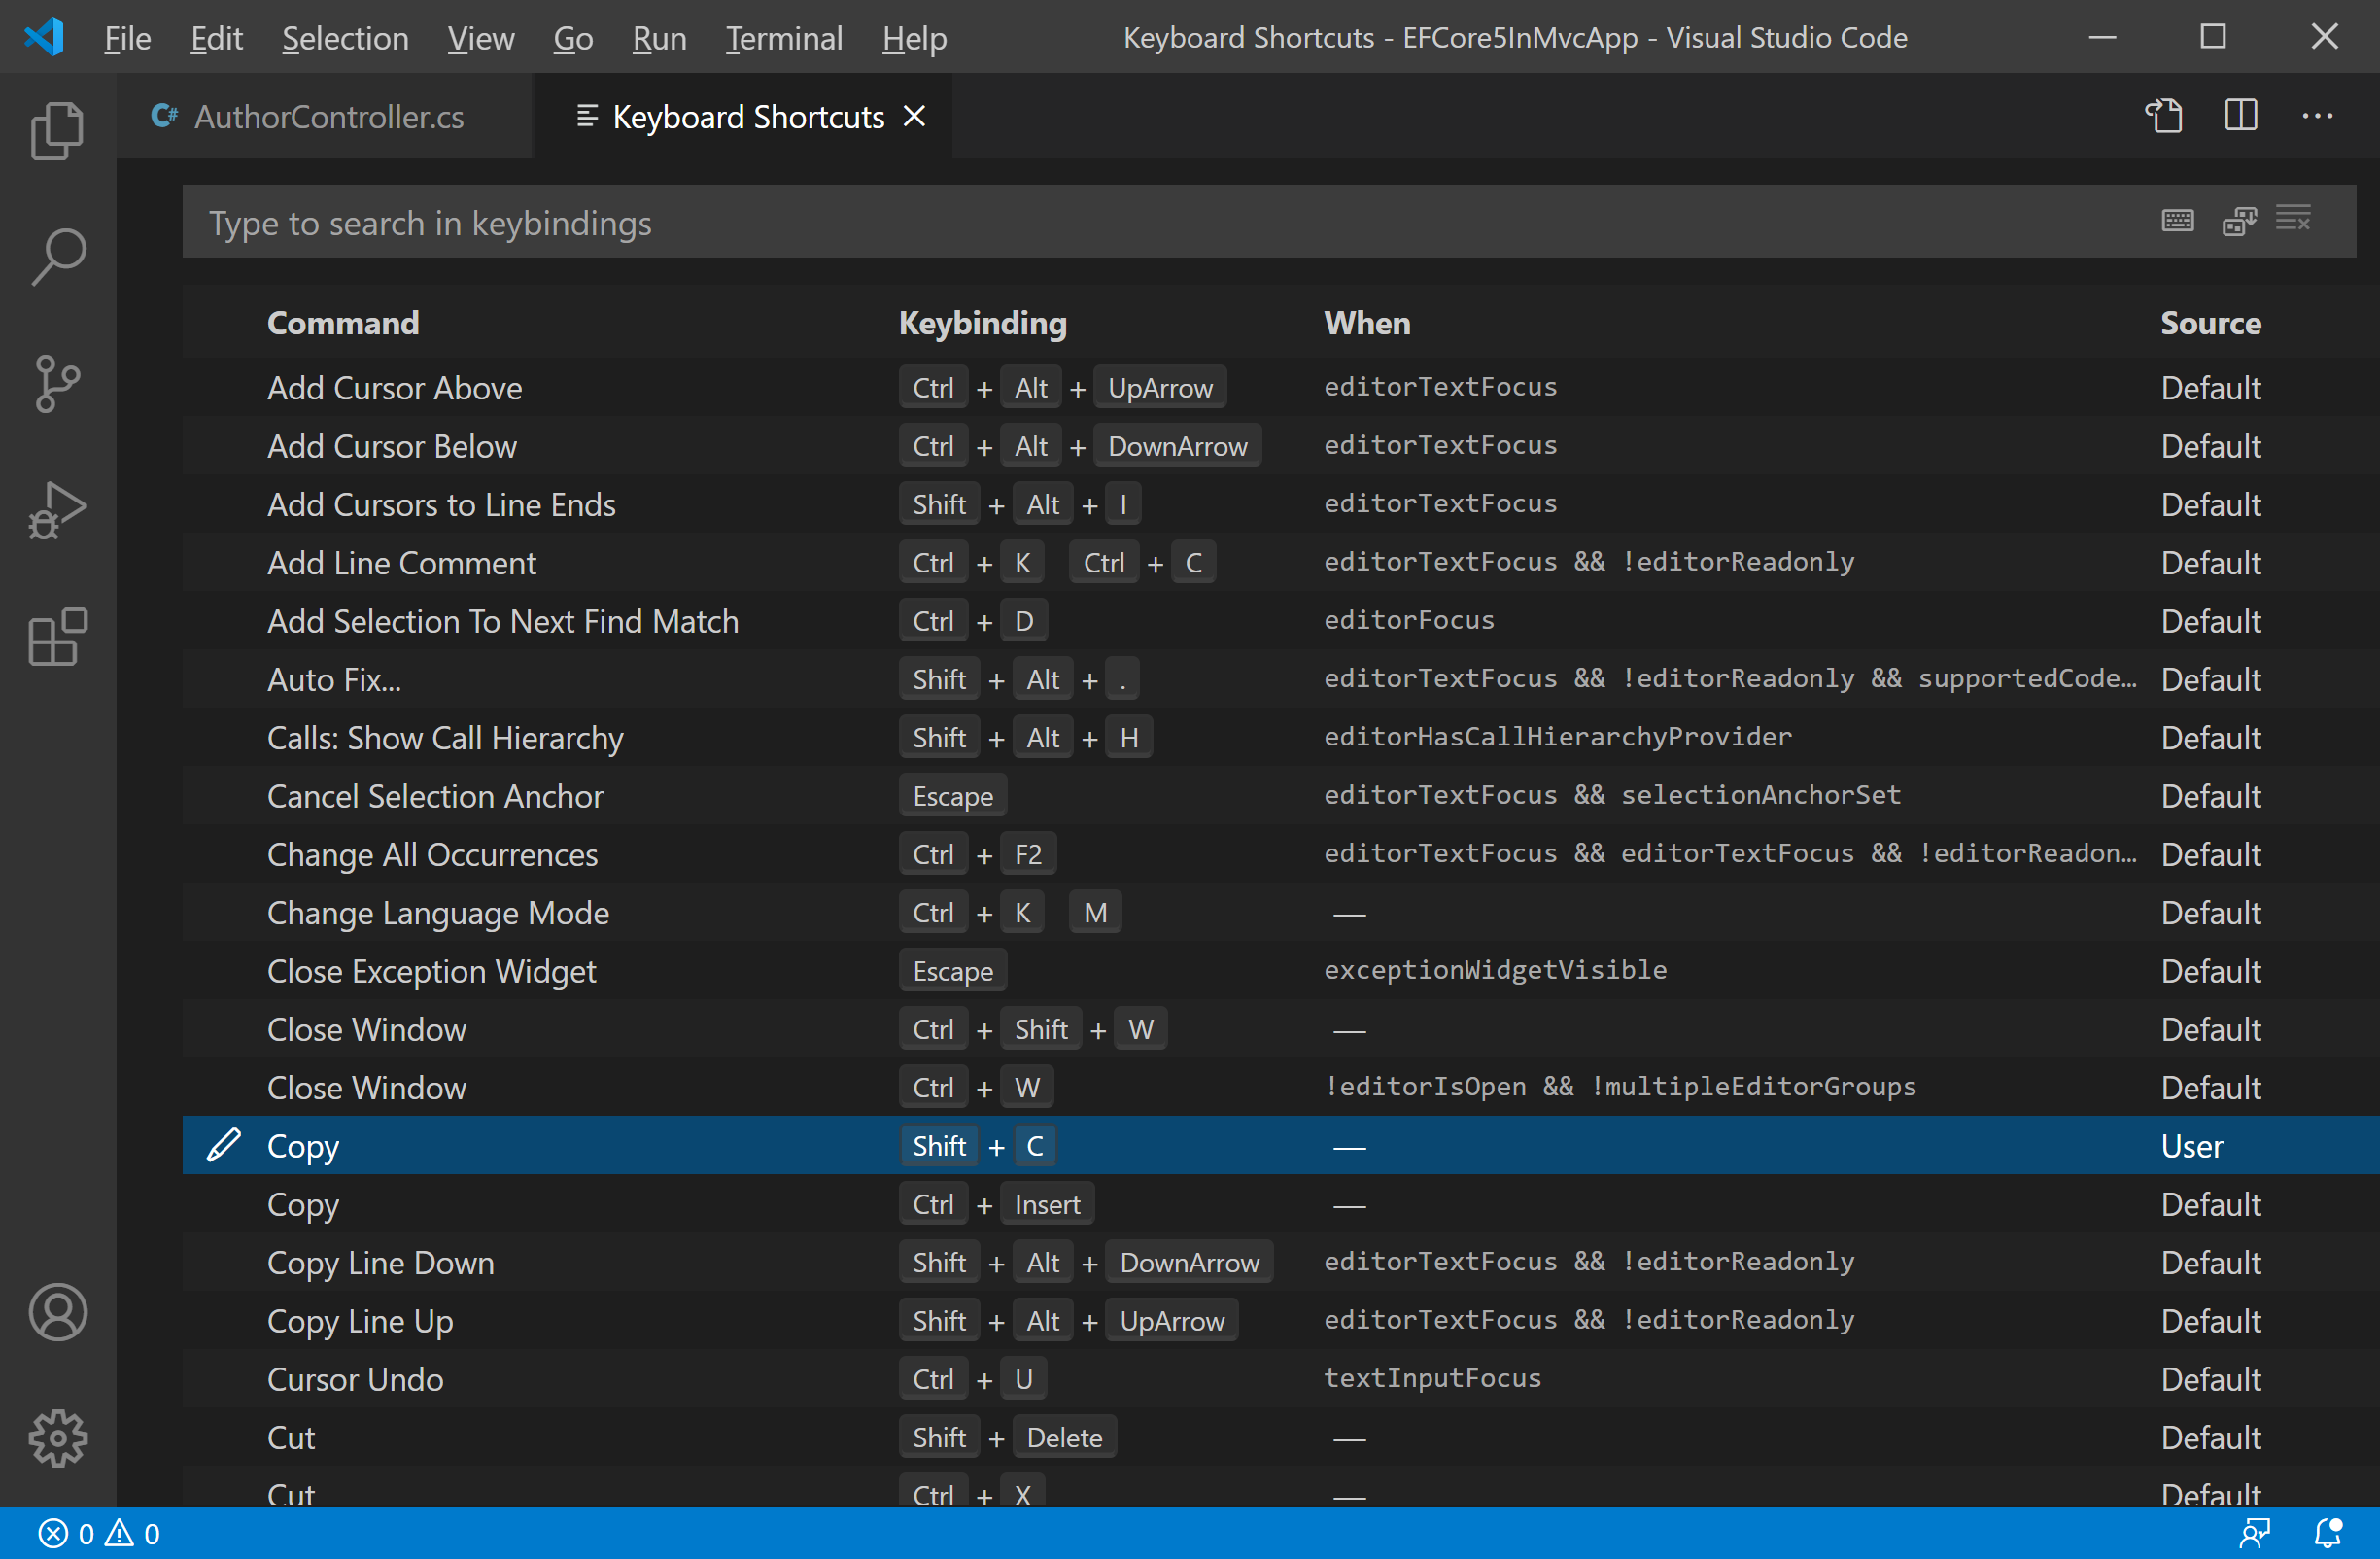 File Edit Selection View Go Run Terminal Help Keyboard Shortcuts - EFCore5InMvcApp - Visual Studio Code
C# AuthorController.cs Keyboard Shortcuts
Type to search in keybindings
Command Keybinding When Source
Add Cursor Above Ctrl + Alt + UpArrow editorTextFocus Default
Add Cursor Below Ctrl + Alt + DownArrow editorTextFocus Default
Add Cursors to Line Ends Shift + Alt + I editorTextFocus Default
Add Line Comment Ctrl + K Ctrl + C editorTextFocus && !editorReadonly Default
Add Selection To Next Find Match Ctrl + D editorFocus Default
Auto Fix... Shift + Alt + . editorTextFocus && !editorReadonly && supportedCode… Default
Calls: Show Call Hierarchy Shift + Alt + H editorHasCallHierarchyProvider Default
Cancel Selection Anchor Escape editorTextFocus && selectionAnchorSet Default
Change All Occurrences Ctrl + F2 editorTextFocus && editorTextFocus && !editorReadon… Default
Change Language Mode Ctrl + K M — Default
Close Exception Widget Escape exceptionWidgetVisible Default
Close Window Ctrl + Shift + W — Default
Close Window Ctrl + W !editorIsOpen && !multipleEditorGroups Default
Copy Shift + C — User
Copy Ctrl + Insert — Default
Copy Line Down Shift + Alt + DownArrow editorTextFocus && !editorReadonly Default
Copy Line Up Shift + Alt + UpArrow editorTextFocus && !editorReadonly Default
Cursor Undo Ctrl + U textInputFocus Default
Cut Shift + Delete — Default
Cut Ctrl + X — Default
0 0